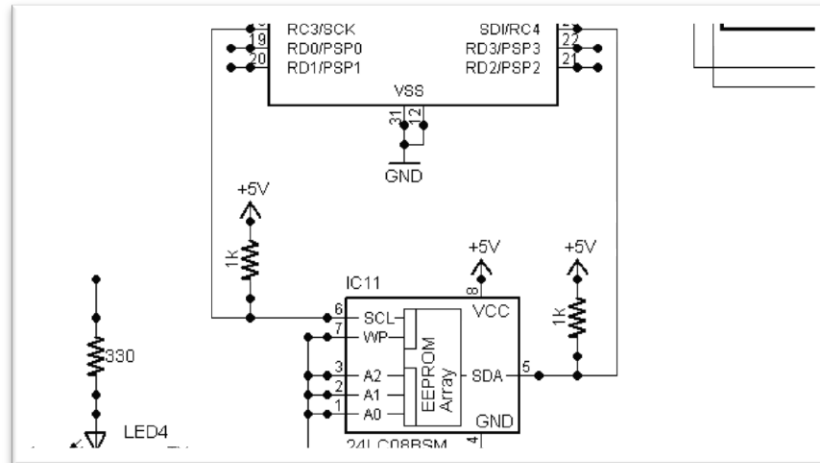 RC3/SCK SDI/RC4
19 RD0/PSP0 RD3/PSP3 22
20 RD1/PSP1 RD2/PSP2 21
VSS
31 12
GND
+5V
1k
+5V +5V
1k
IC11
8
VCC
6 SCL
7 WP
330
3 A2
2 A1
1 A0
EEPROM
Array
SDA 5
GND
4
LED4
24LC08BSM